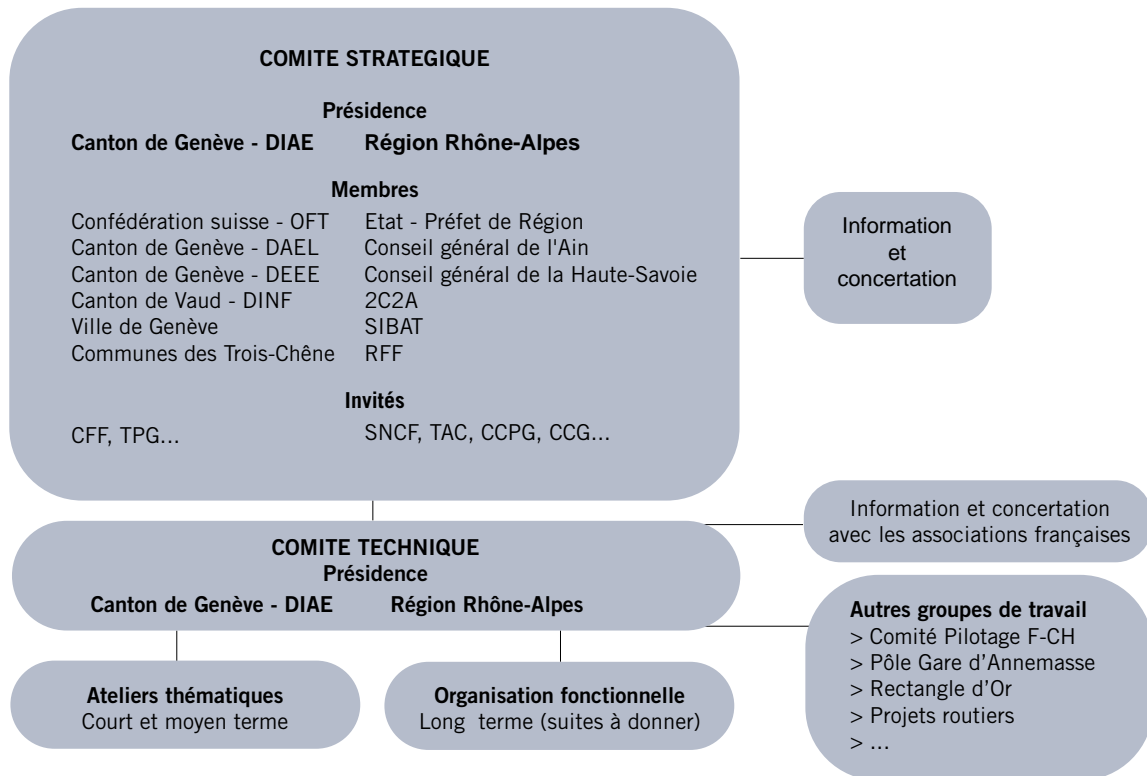 COMITE STRATEGIQUE
Présidence
Canton de Genève - DIAE Région Rhône-Alpes
Membres
Confédération suisse - OFT Etat - Préfet de Région
Canton de Genève - DAEL Conseil général de l'Ain
Canton de Genève - DEEE Conseil général de la Haute-Savoie
Canton de Vaud - DINF 2C2A
Ville de Genève SIBAT
Communes des Trois-Chêne RFF
Invités
CFF, TPG... SNCF, TAC, CCPG, CCG...
Information
et
concertation
COMITE TECHNIQUE
Présidence
Canton de Genève - DIAE Région Rhône-Alpes
Information et concertation
avec les associations françaises
Autres groupes de travail
> Comité Pilotage F-CH
> Pôle Gare d’Annemasse
> Rectangle d’Or
> Projets routiers
> ...
Ateliers thématiques
Court et moyen terme
Organisation fonctionnelle
Long terme (suites à donner)